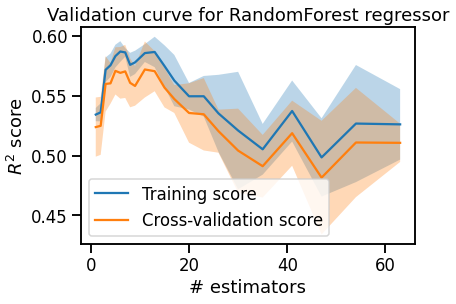 Validation curve for RandomForest regressor
0.60
0.55
0.50
0.45
R² score
Training score
Cross-validation score
0 20 40 60
# estimators